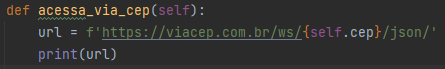 def acessa_via_cep(self):
    url = f'https://viacep.com.br/ws/{self.cep}/json/'
    print(url)